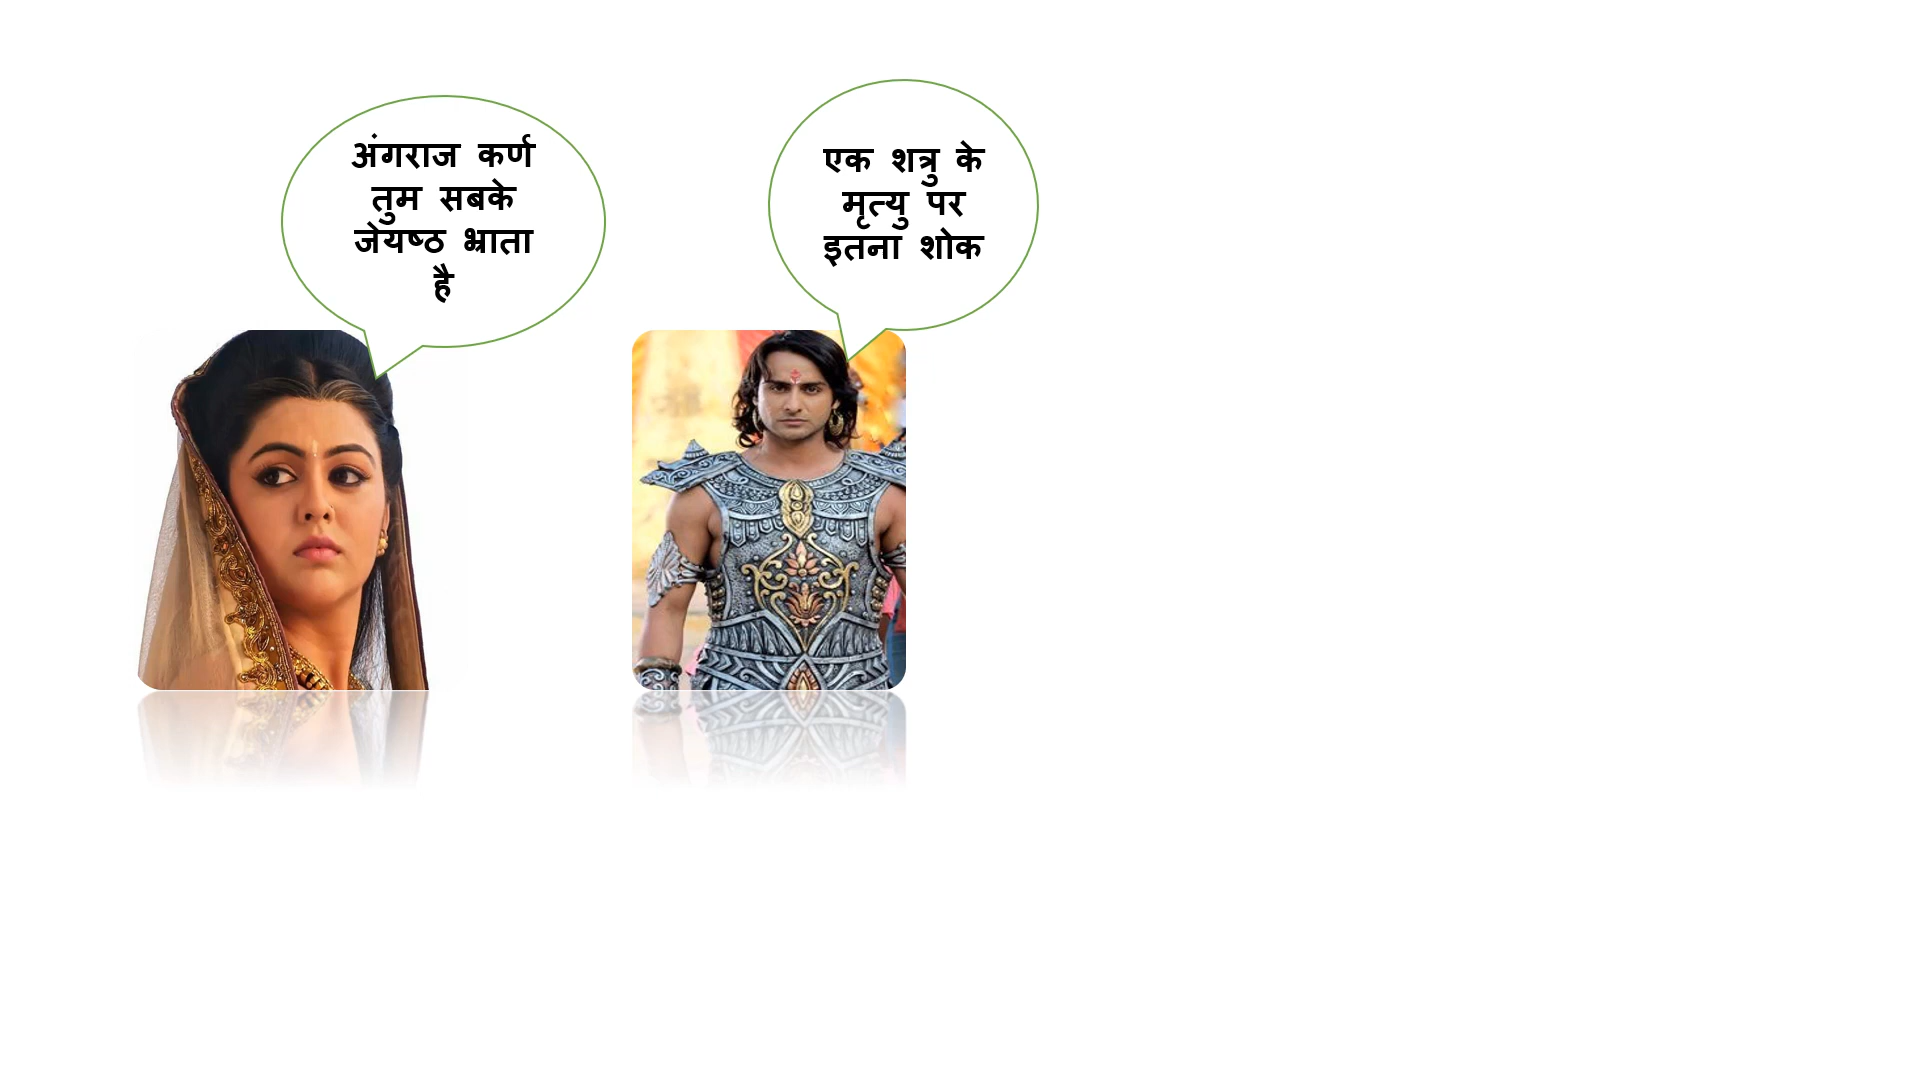 अंगराज कर्ण
तुम सबके
जेयष्ठ भ्राता
है
एक शत्रु के
मृत्यु पर
इतना शोक